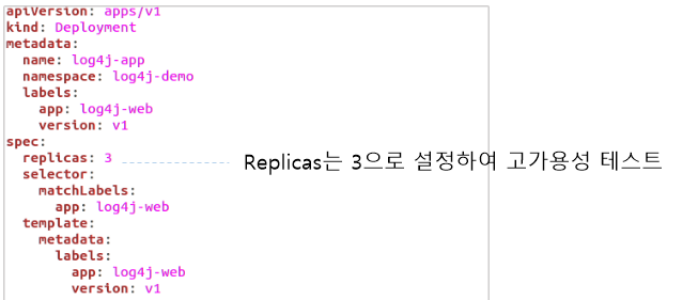 apiVersion: apps/v1
kind: Deployment
metadata:
  name: log4j-app
  namespace: log4j-demo
  labels:
    app: log4j-web
    version: v1
spec:
  replicas: 3
Replicas는 3으로 설정하여 고가용성 테스트
  selector:
    matchLabels:
      app: log4j-web
  template:
    metadata:
      labels:
        app: log4j-web
        version: v1